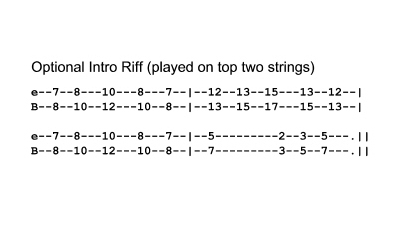 Optional Intro Riff (played on top two strings)
e--7--8---10---8---7--|--12--13--15---13--12--|
B--8--10--12---10--8--|--13--15--17---15--13--|
e--7--8---10---8---7--|--5---------2--3--5---.||
B--8--10--12---10--8--|--7---------3--5--7---.||